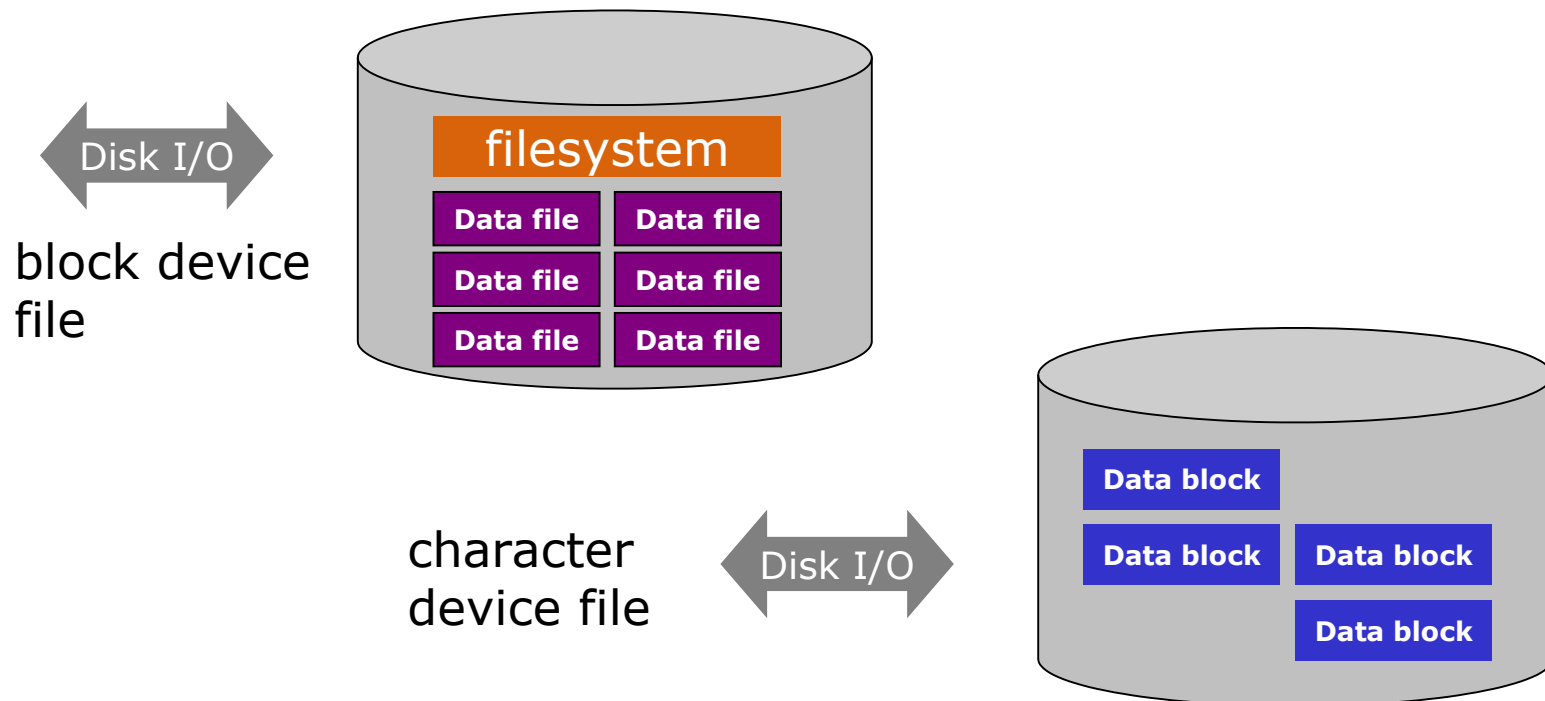 filesystem
Disk I/O
Data file Data file
block device
file
Data file Data file
Data file Data file
Data block
character
device file
Disk I/O
Data block Data block
Data block